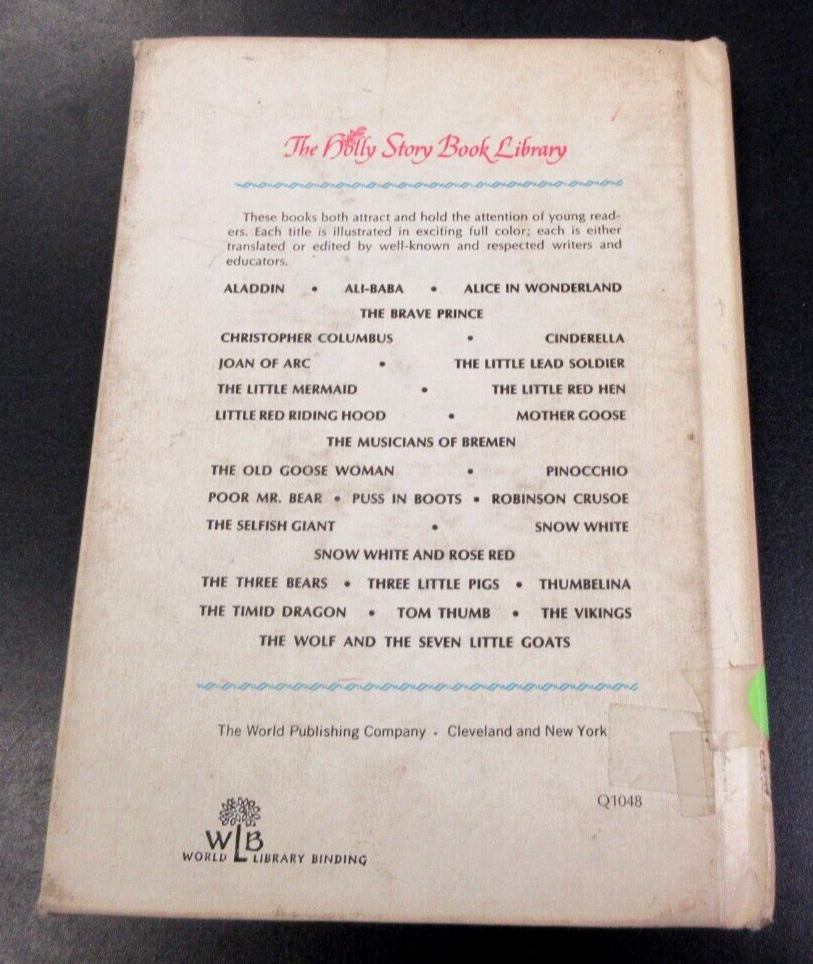 The Holly Story Book Library
These books both attract and hold the attention of young read-
ers. Each title is illustrated in exciting full color; each is either
translated or edited by well-known and respected writers and
educators.
ALADDIN • ALI-BABA • ALICE IN WONDERLAND
THE BRAVE PRINCE
CHRISTOPHER COLUMBUS • CINDERELLA
JOAN OF ARC • THE LITTLE LEAD SOLDIER
THE LITTLE MERMAID • THE LITTLE RED HEN
LITTLE RED RIDING HOOD • MOTHER GOOSE
THE MUSICIANS OF BREMEN
THE OLD GOOSE WOMAN • PINOCCHIO
POOR MR. BEAR • PUSS IN BOOTS • ROBINSON CRUSOE
THE SELFISH GIANT • SNOW WHITE
SNOW WHITE AND ROSE RED
THE THREE BEARS • THREE LITTLE PIGS • THUMBELINA
THE TIMID DRAGON • TOM THUMB • THE VIKINGS
THE WOLF AND THE SEVEN LITTLE GOATS
The World Publishing Company · Cleveland and New York
Q1048
WLB
WORLD LIBRARY BINDING